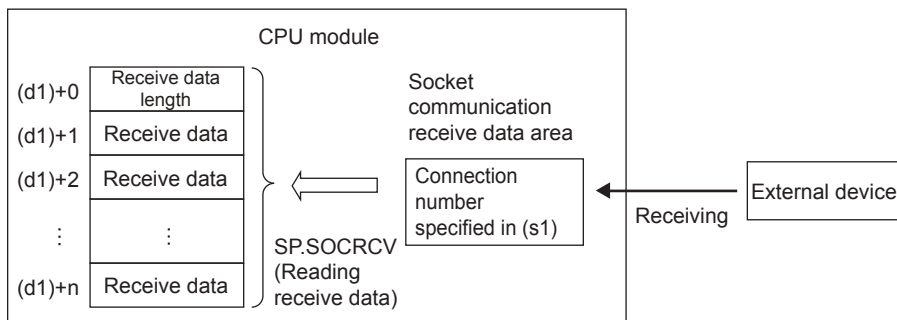 CPU module
(d1)+0
Receive data
length
(d1)+1
Receive data
(d1)+2
Receive data
⋮
⋮
(d1)+n
Receive data
SP.SOCRCV
(Reading
receive data)
Socket
communication
receive data area
Connection
number
specified in (s1)
Receiving
External device